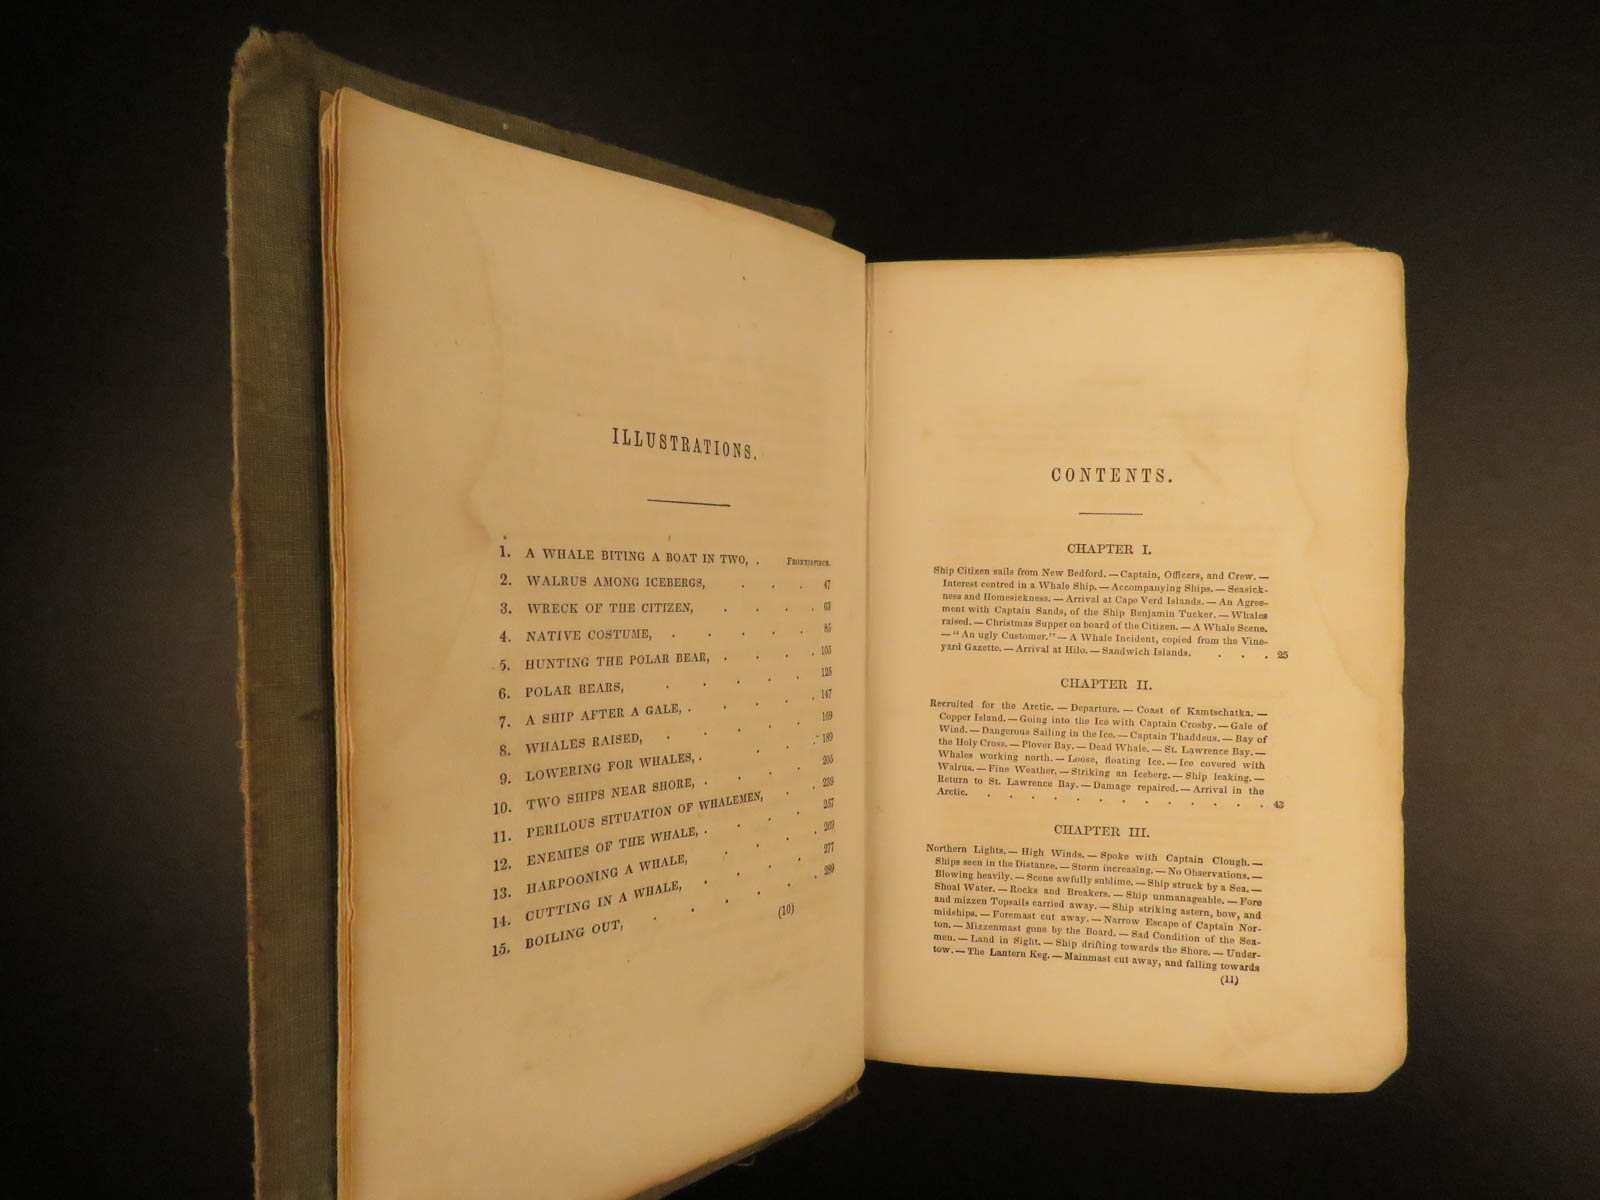 ILLUSTRATIONS.
1. A WHALE BITING A BOAT IN TWO, . FRONTISPIECE.
2. WALRUS AMONG ICEBERGS, . . . 47
3. WRECK OF THE CITIZEN, . . . . 63
4. NATIVE COSTUME, . . . . . 85
5. HUNTING THE POLAR BEAR, . . . . 105
6. POLAR BEARS, . . . . . 125
7. A SHIP AFTER A GALE, . . . . . 147
8. WHALES RAISED, . . . . . 169
9. LOWERING FOR WHALES, . . . . 189
10. TWO SHIPS NEAR SHORE, . . . . 205
11. PERILOUS SITUATION OF WHALEMEN, . . 239
12. ENEMIES OF THE WHALE, . . . . 257
13. HARPOONING A WHALE, . . . . 269
14. CUTTING IN A WHALE, . . . . 277
15. BOILING OUT, . . . . . . 289
(10)
CONTENTS.
CHAPTER I.
Ship Citizen sails from New Bedford. — Captain, Officers, and Crew. —
Interest centred in a Whale Ship. — Accompanying Ships. — Seasick-
ness and Homesickness. — Arrival at Cape Verd Islands. — An Agree-
ment with Captain Sands, of the Ship Benjamin Tucker. — Whales
raised. — Christmas Supper on board of the Citizen. — A Whale Scene.
— "An ugly Customer." — A Whale Incident, copied from the Vine-
yard Gazette. — Arrival at Hilo. — Sandwich Islands. . . . 25
CHAPTER II.
Recruited for the Arctic. — Departure. — Coast of Kamtschatka. —
Copper Island. — Going into the Ice with Captain Crosby. — Gale of
Wind. — Dangerous Sailing in the Ice. — Captain Thaddeus. — Bay of
the Holy Cross. — Plover Bay. — Dead Whale. — St. Lawrence Bay. —
Whales working north. — Loose, floating Ice. — Ice covered with
Walrus. — Fine Weather. — Striking an Iceberg. — Ship leaking. —
Return to St. Lawrence Bay. — Damage repaired. — Arrival in the
Arctic. . . . . . . . . . . . . 43
CHAPTER III.
Northern Lights. — High Winds. — Spoke with Captain Clough. —
Ships seen in the Distance. — Storm increasing. — No Observations. —
Blowing heavily. — Scene awfully sublime. — Ship struck by a Sea. —
Shoal Water. — Rocks and Breakers. — Ship unmanageable. — Fore
and mizzen Topsails carried away. — Ship striking astern, bow, and
midships. — Foremast cut away. — Narrow Escape of Captain Nor-
ton. — Mizzenmast gone by the Board. — Sad Condition of the Sea-
men. — Land in Sight. — Ship drifting towards the Shore. — Under-
tow. — The Lantern Keg. — Mainmast cut away, and falling towards
(11)